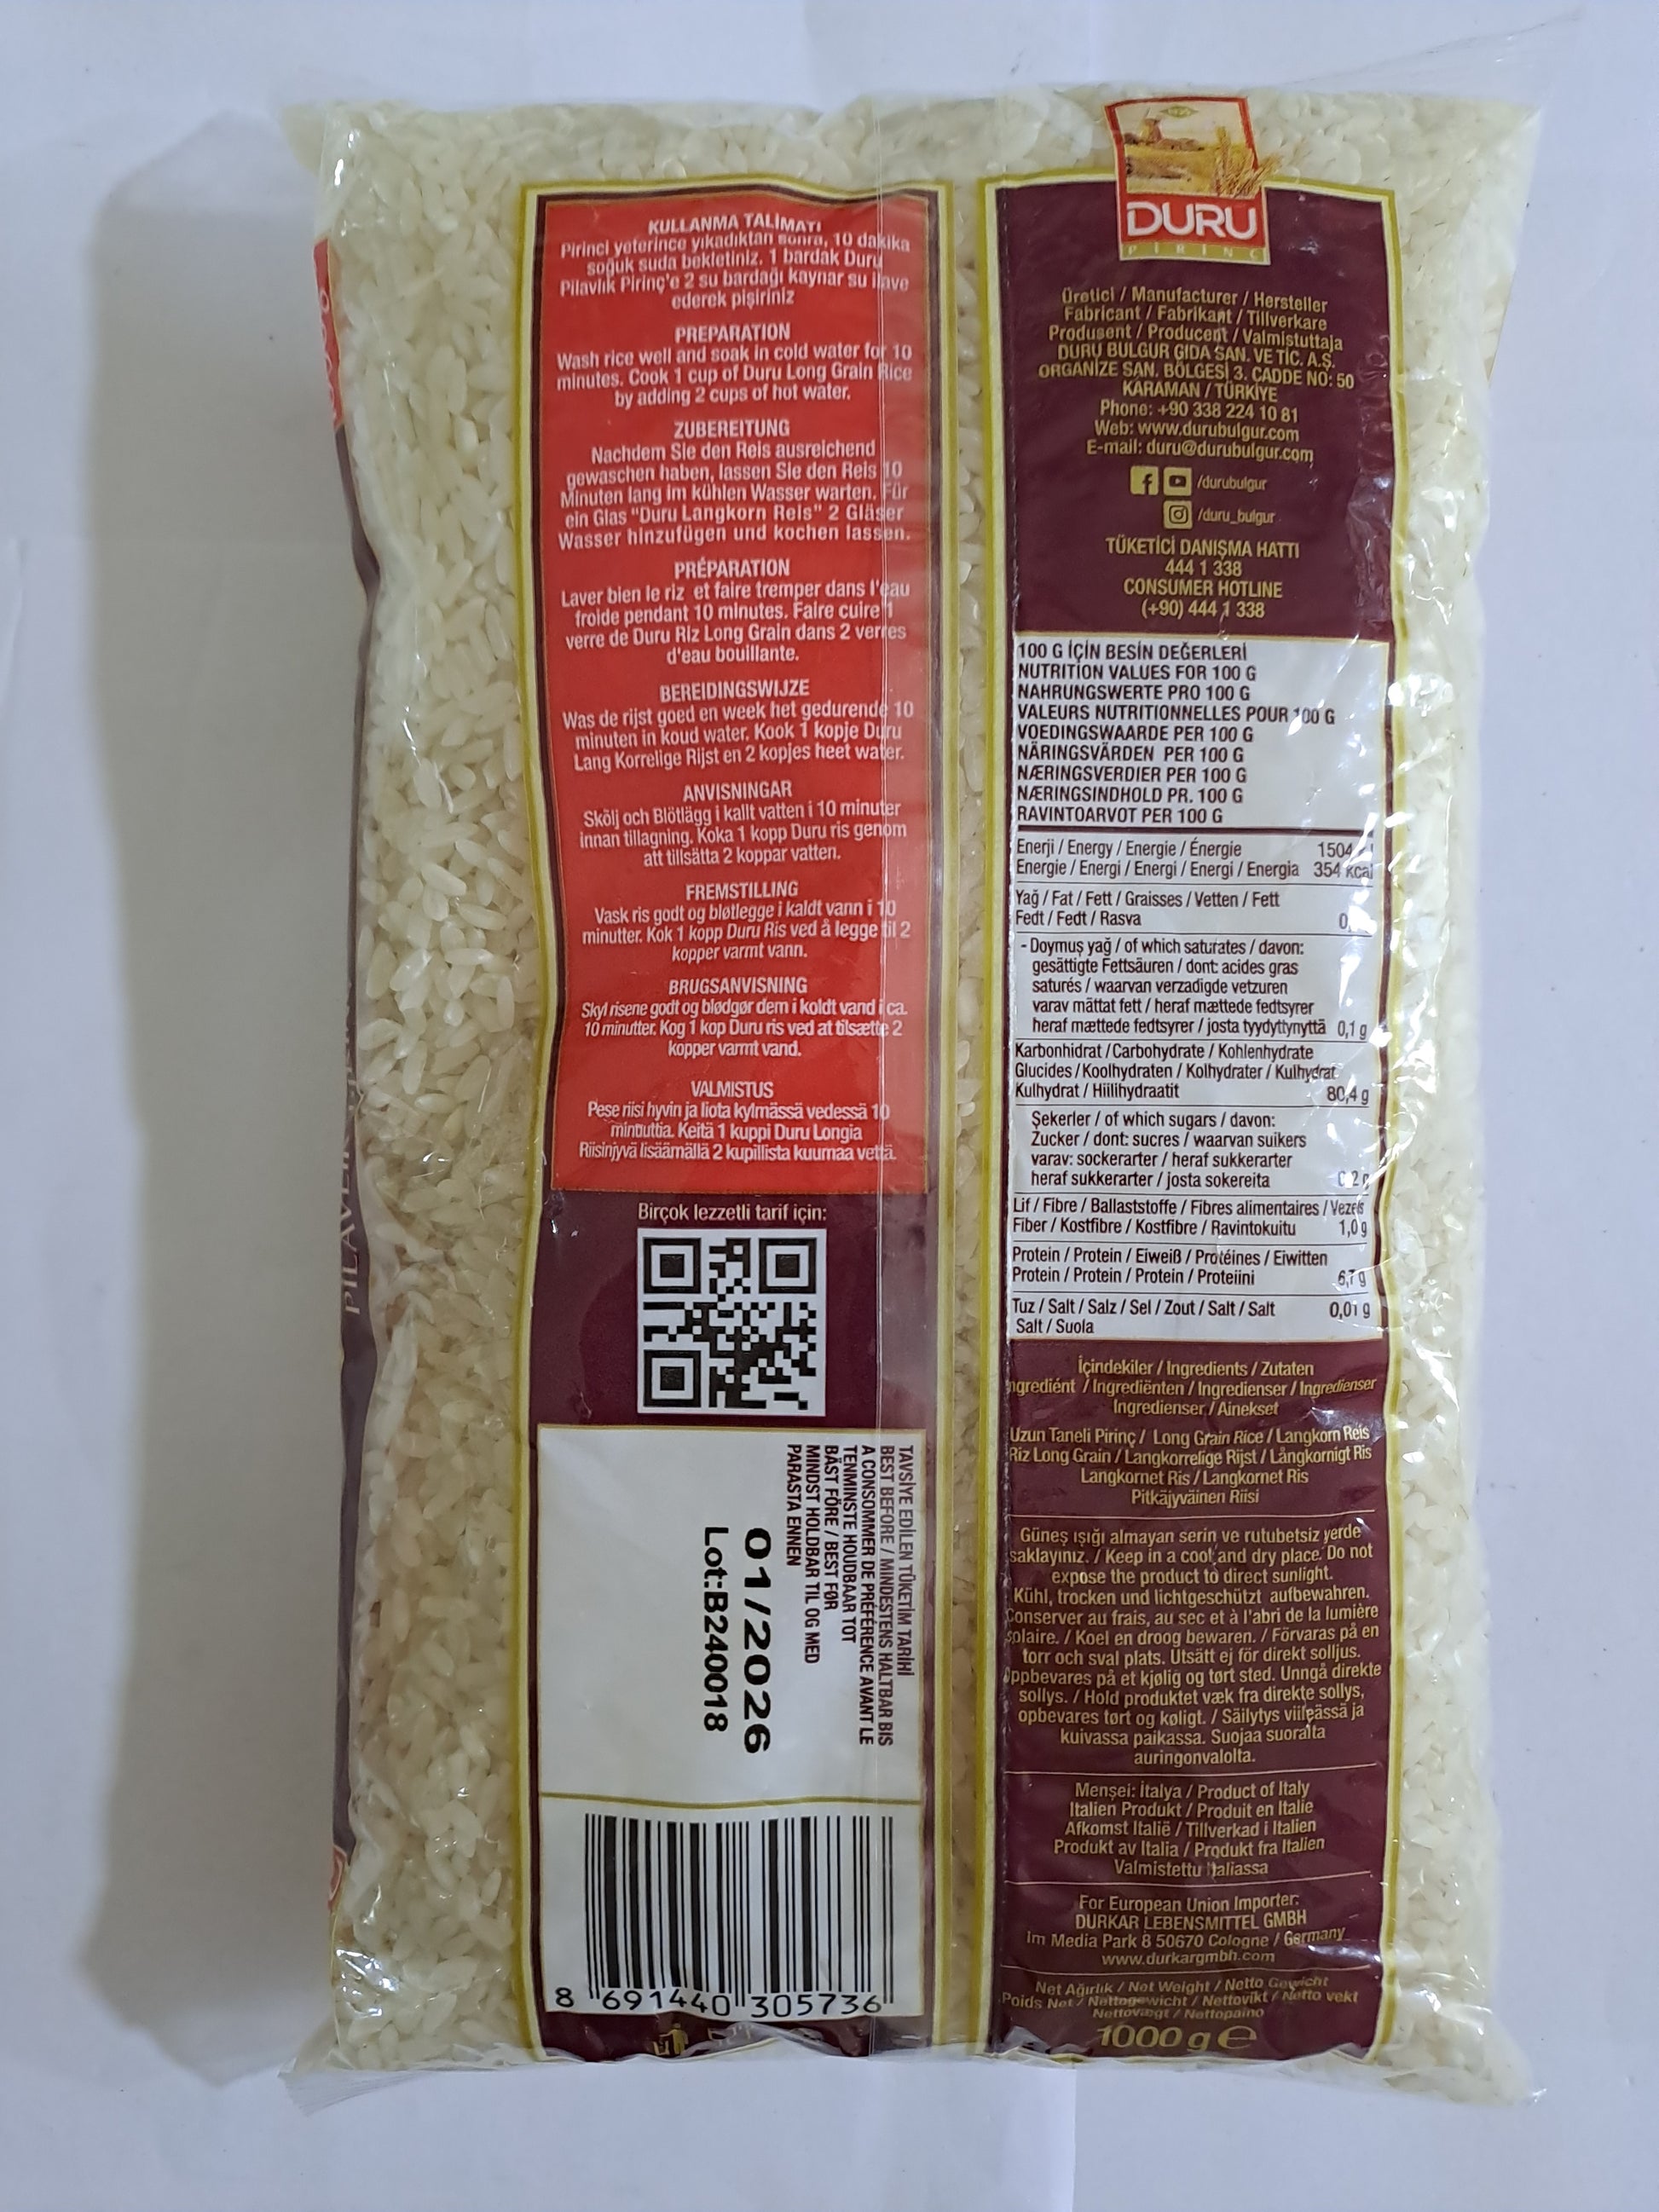 KULLANMA TALİMATI
Pirinci yeterince yıkadıktan sonra, 10 dakika
soğuk suda bekletiniz. 1 bardak Duru
Pilavlık Pirinç'e 2 su bardağı kaynar su ilave
ederek pişiriniz
PREPARATION
Wash rice well and soak in cold water for 10
minutes. Cook 1 cup of Duru Long Grain Rice
by adding 2 cups of hot water.
ZUBEREITUNG
Nachdem Sie den Reis ausreichend
gewaschen haben, lassen Sie den Reis 10
Minuten lang im kühlen Wasser warten. Für
ein Glas "Duru Langkorn Reis" 2 Gläser
Wasser hinzufügen und kochen lassen.
PRÉPARATION
Laver bien le riz et faire tremper dans l'eau
froide pendant 10 minutes. Faire cuire 1
verre de Duru Riz Long Grain dans 2 verres
d'eau bouillante.
BEREIDINGSWIJZE
Was de rijst goed en week het gedurende 10
minuten in koud water. Kook 1 kopje Duru
Lang Korrelige Rijst en 2 kopjes heet water.
ANVISNINGAR
Skölj och Blötlägg i kallt vatten i 10 minuter
innan tillagning. Koka 1 kopp Duru ris genom
att tillsätta 2 koppar vatten.
FREMSTILLING
Vask ris godt og bløtlegge i kaldt vann i 10
minutter. Kok 1 kopp Duru Ris ved å legge til 2
kopper varmt vann.
BRUGSANVISNING
Skyl risene godt og blødgør dem i koldt vand i ca.
10 minutter. Kog 1 kop Duru ris ved at tilsætte 2
kopper varmt vand.
VALMISTUS
Pese riisi hyvin ja liota kylmässä vedessä 10
minuuttia. Keitä 1 kuppi Duru Longia
Riisinjyvä lisäämällä 2 kupillista kuumaa vettä.
Birçok lezzetli tarif için:
TAVSİYE EDİLEN TÜKETİM TARİHİ
BEST BEFORE / MINDESTENS HALTBAR BIS
A CONSOMMER DE PRÉFÉRENCE AVANT LE
TENMINSTE HOUDBAAR TOT
BÄST FÖRE / BEST FØR
MINDST HOLDBAR TIL OG MED
PARASTA ENNEN
01/2026
Lot:B240018
8 691440 305736
DURU
PİRİNÇ
Üretici / Manufacturer / Hersteller
Fabricant / Fabrikant / Tillverkare
Produsent / Producent / Valmistuttaja
DURU BULGUR GIDA SAN. VE TİC. A.Ş.
ORGANİZE SAN. BÖLGESİ 3. CADDE NO: 50
KARAMAN / TÜRKİYE
Phone: +90 338 224 10 81
Web: www.durubulgur.com
E-mail: duru@durubulgur.com
/durubulgur
/duru_bulgur
TÜKETİCİ DANIŞMA HATTI
444 1 338
CONSUMER HOTLINE
(+90) 444 1 338
100 G İÇİN BESİN DEĞERLERİ
NUTRITION VALUES FOR 100 G
NAHRUNGSWERTE PRO 100 G
VALEURS NUTRITIONNELLES POUR 100 G
VOEDINGSWAARDE PER 100 G
NÄRINGSVÄRDEN PER 100 G
NÆRINGSVERDIER PER 100 G
NÆRINGSINDHOLD PR. 100 G
RAVINTOARVOT PER 100 G
Enerji / Energy / Energie / Énergie 1504
Energie / Energi / Energi / Energi / Energia 354 kcal
Yağ / Fat / Fett / Graisses / Vetten / Fett
Fedt / Fedt / Rasva
- Doymuş yağ / of which saturates / davon:
gesättigte Fettsäuren / dont: acides gras
saturés / waarvan verzadigde vetzuren
varav mättat fett / heraf mættede fedtsyrer
heraf mættede fedtsyrer / josta tyydyttynyttä 0,1 g
Karbonhidrat / Carbohydrate / Kohlenhydrate
Glucides / Koolhydraten / Kolhydrater / Kulhydrat
Kulhydrat / Hiilihydraatit 80,4 g
Şekerler / of which sugars / davon:
Zucker / dont: sucres / waarvan suikers
varav: sockerarter / heraf sukkerarter
heraf sukkerarter / josta sokereita
Lif / Fibre / Ballaststoffe / Fibres alimentaires / Vezels
Fiber / Kostfibre / Kostfibre / Ravintokuitu 1,0 g
Protein / Protein / Eiweiß / Protéines / Eiwitten
Protein / Protein / Protein / Proteiini 6,7 g
Tuz / Salt / Salz / Sel / Zout / Salt / Salt 0,01 g
Salt / Suola
İçindekiler / Ingredients / Zutaten
Ingrediént / Ingrediënten / Ingredienser / Ingredienser
Ingredienser / Ainekset
Uzun Taneli Pirinç / Long Grain Rice / Langkorn Reis
Riz Long Grain / Langkorrelige Rijst / Långkornigt Ris
Langkornet Ris / Langkornet Ris
Pitkäjyväinen Riisi
Güneş ışığı almayan serin ve rutubetsiz yerde
saklayınız. / Keep in a cool and dry place. Do not
expose the product to direct sunlight.
Kühl, trocken und lichtgeschützt aufbewahren.
Conserver au frais, au sec et à l'abri de la lumière
solaire. / Koel en droog bewaren. / Förvaras på en
torr och sval plats. Utsätt ej för direkt solljus.
Oppbevares på et kjølig og tørt sted. Unngå direkte
sollys. / Hold produktet væk fra direkte sollys,
opbevares tørt og køligt. / Säilytys viileässä ja
kuivassa paikassa. Suojaa suoralta
auringonvalolta.
Menşei: İtalya / Product of Italy
Italien Produkt / Produit en Italie
Afkomst Italië / Tillverkad i Italien
Produkt av Italia / Produkt fra Italien
Valmistettu Italiassa
For European Union Importer:
DURKAR LEBENSMITTEL GMBH
Im Media Park 8 50670 Cologne / Germany
www.durkargmbh.com
Net Ağırlık / Net Weight / Netto Gewicht
Poids Net / Nettogewicht / Nettovikt / Netto vekt
Nettovægt / Nettopaino
1000 g e